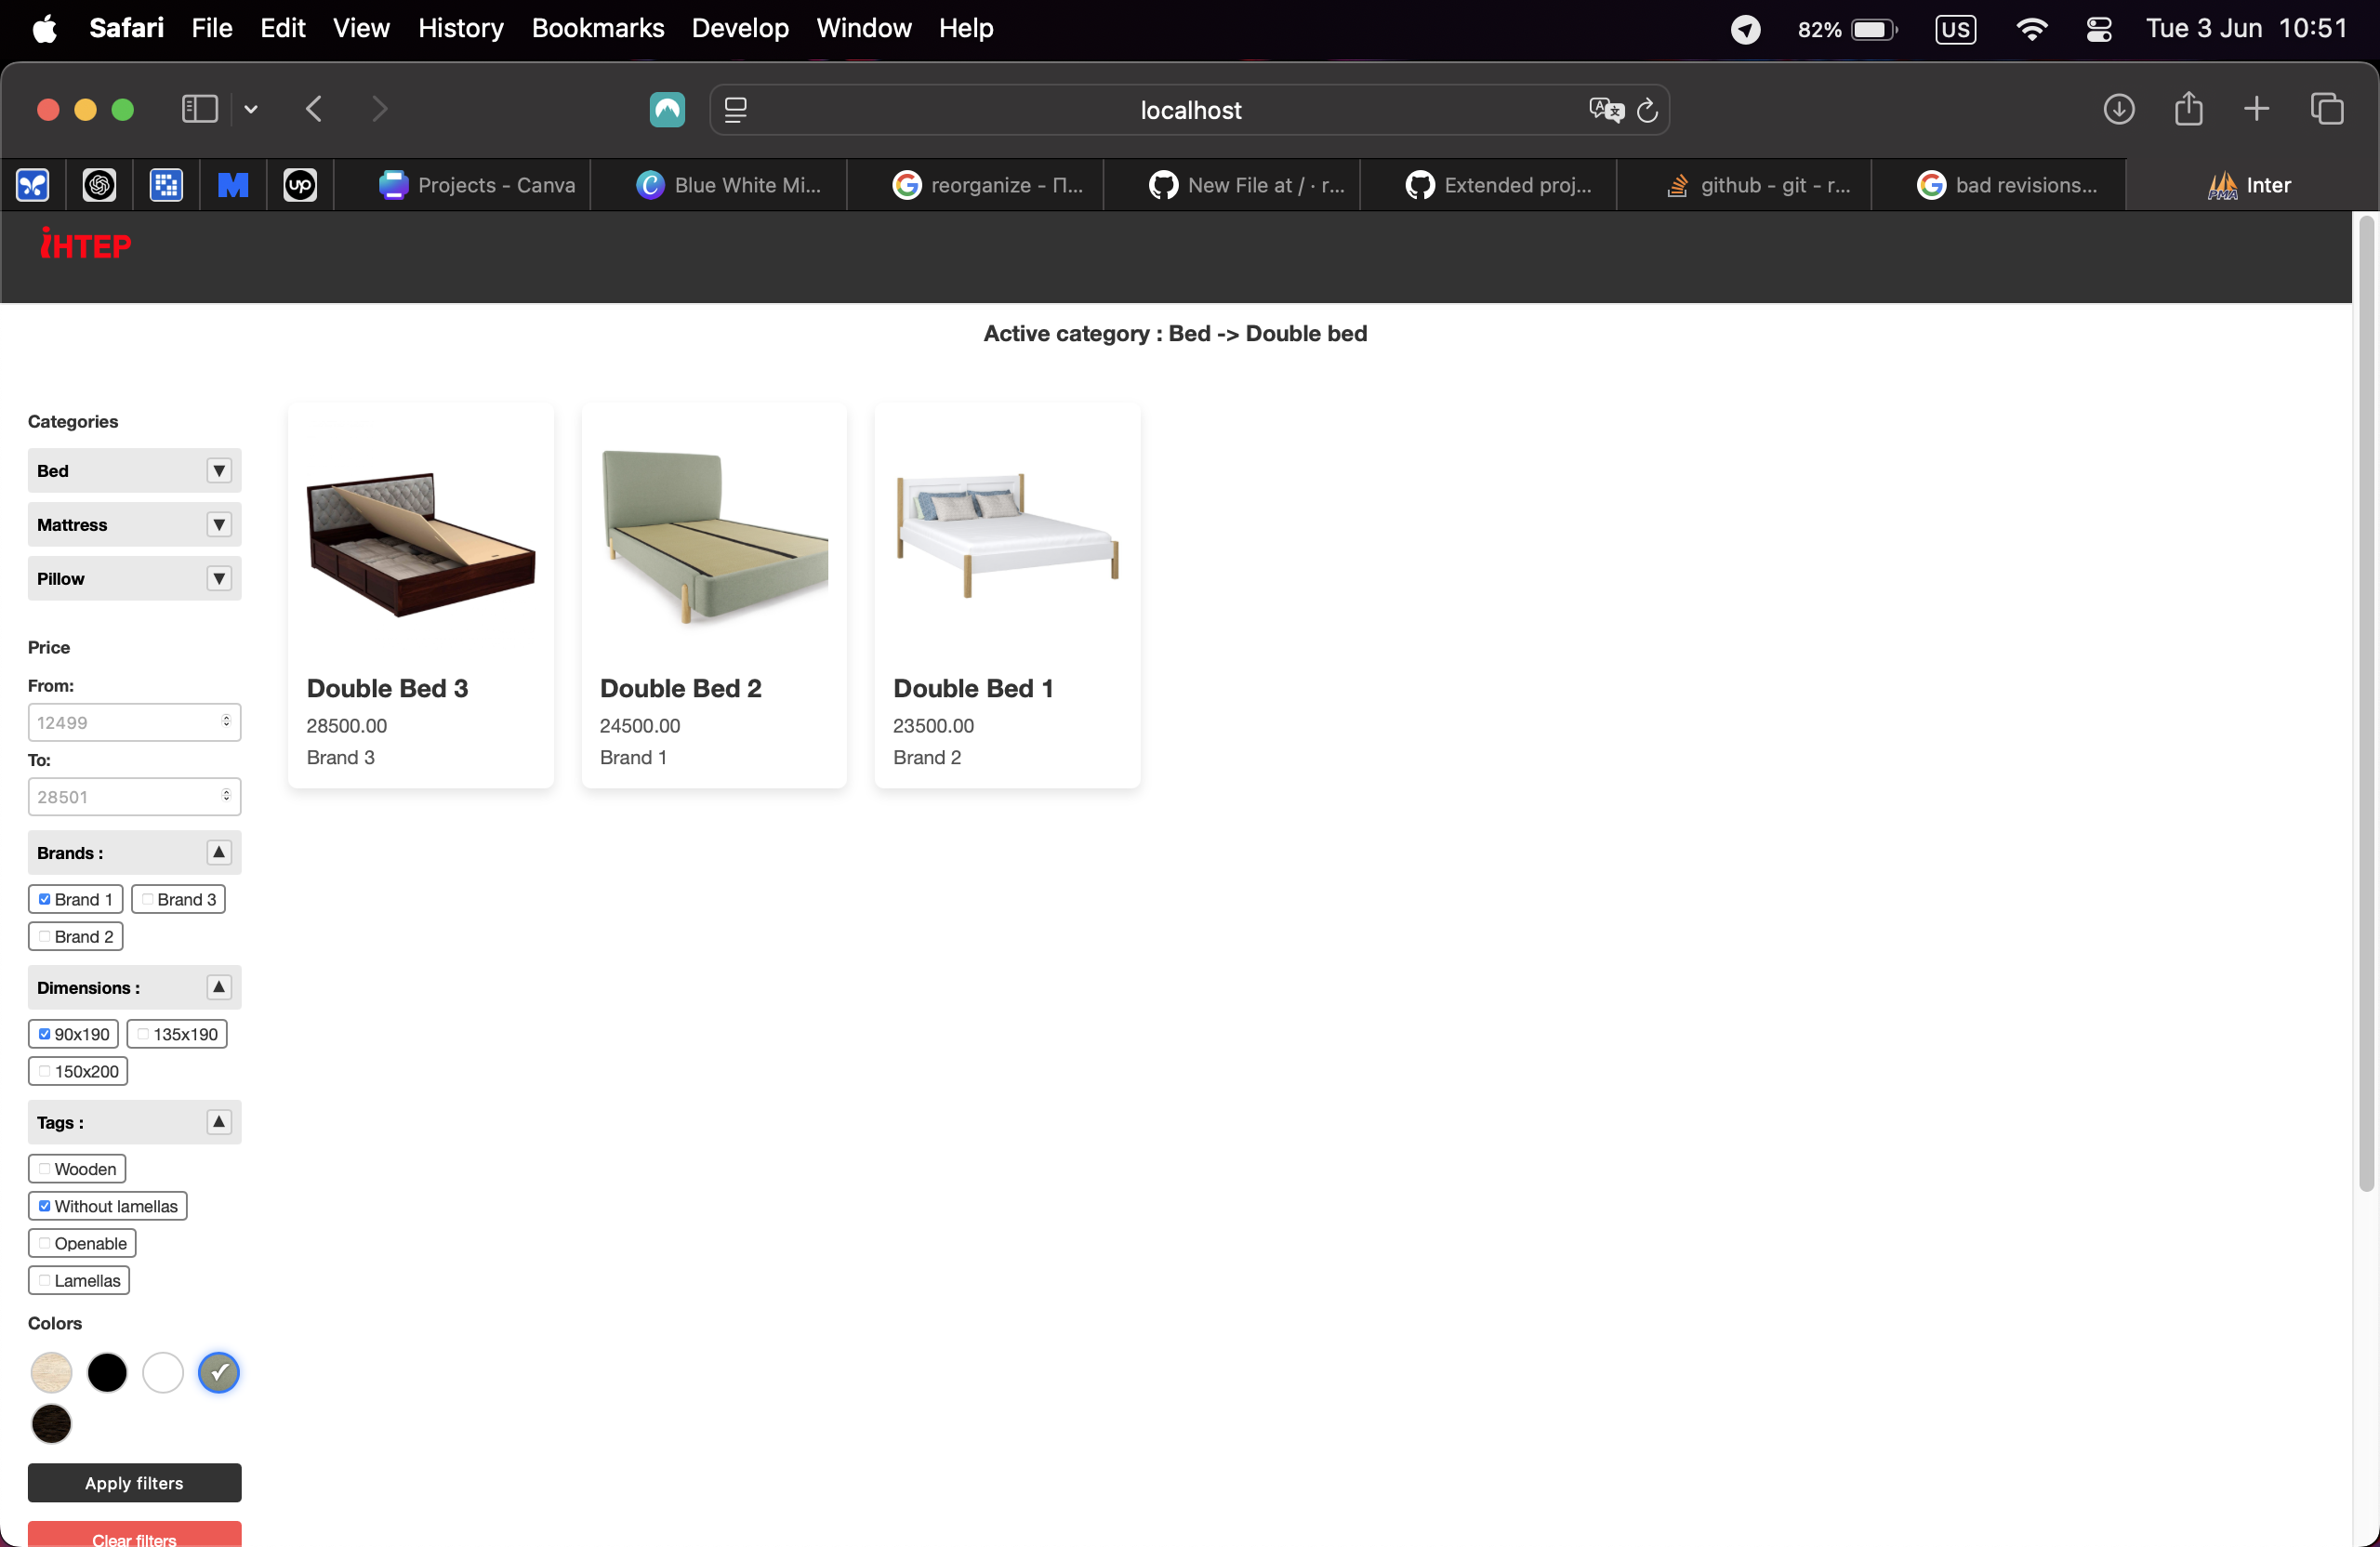 Safari File Edit View History Bookmarks Develop Window Help 82% US Tue 3 Jun 10:51
localhost
up Projects - Canva Blue White Mi... reorganize - П... New File at / · r... Extended proj... github - git - r... bad revisions... Inter
iHTEP
Active category : Bed -> Double bed
Categories
Bed
Mattress
Pillow
Price
From:
12499
To:
28501
Brands :
Brand 1 Brand 3
Brand 2
Dimensions :
90x190 135x190
150x200
Tags :
Wooden
Without lamellas
Openable
Lamellas
Colors
Apply filters
Clear filters
Double Bed 3
28500.00
Brand 3
Double Bed 2
24500.00
Brand 1
Double Bed 1
23500.00
Brand 2